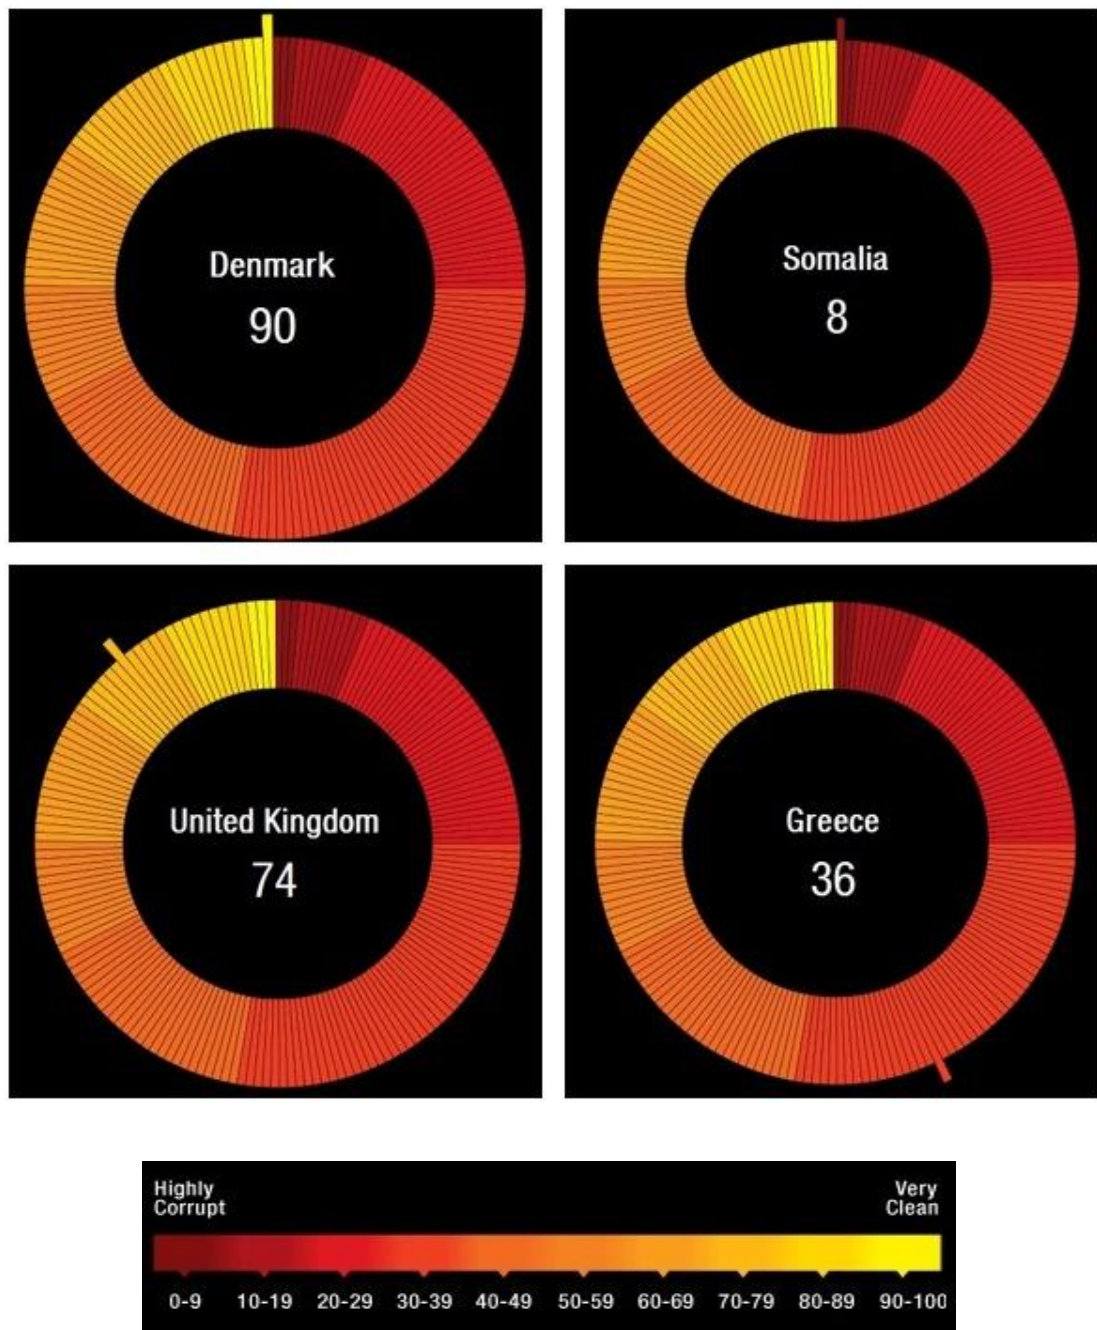 Denmark
90
Somalia
8
United Kingdom
74
Greece
36
Highly
Corrupt
Very
Clean
0-9 10-19 20-29 30-39 40-49 50-59 60-69 70-79 80-89 90-100